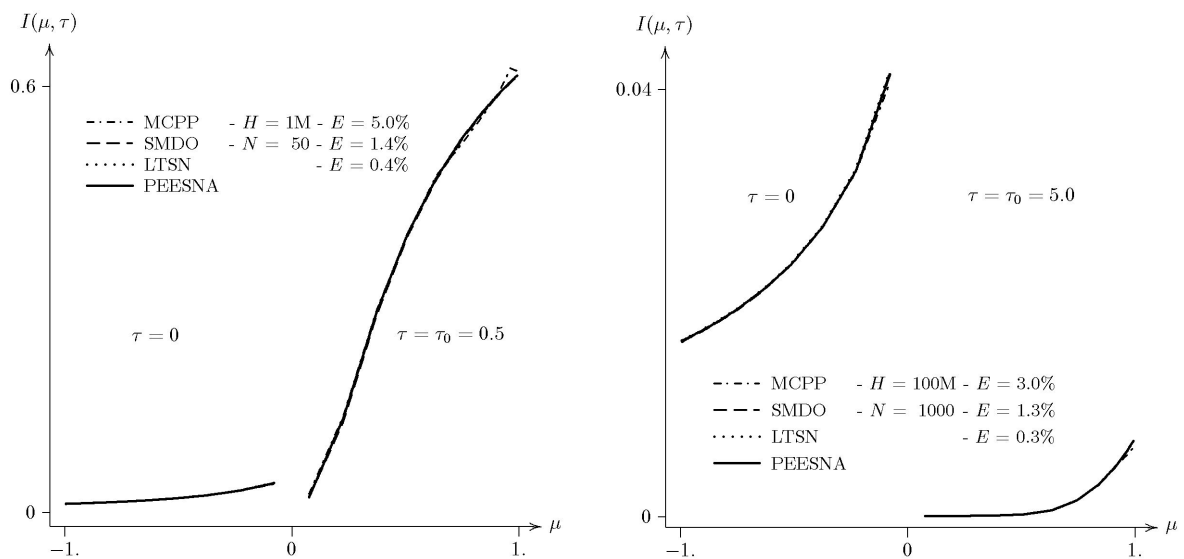 I(μ, τ)
0.6
MCPP - H = 1M - E = 5.0%
SMDO - N = 50 - E = 1.4%
LTSN - E = 0.4%
PEESNA
τ = 0
τ = τ₀ = 0.5
0
μ
−1.
0
1.
I(μ, τ)
0.04
τ = 0
τ = τ₀ = 5.0
MCPP - H = 100M - E = 3.0%
SMDO - N = 1000 - E = 1.3%
LTSN - E = 0.3%
PEESNA
0
μ
−1.
0
1.